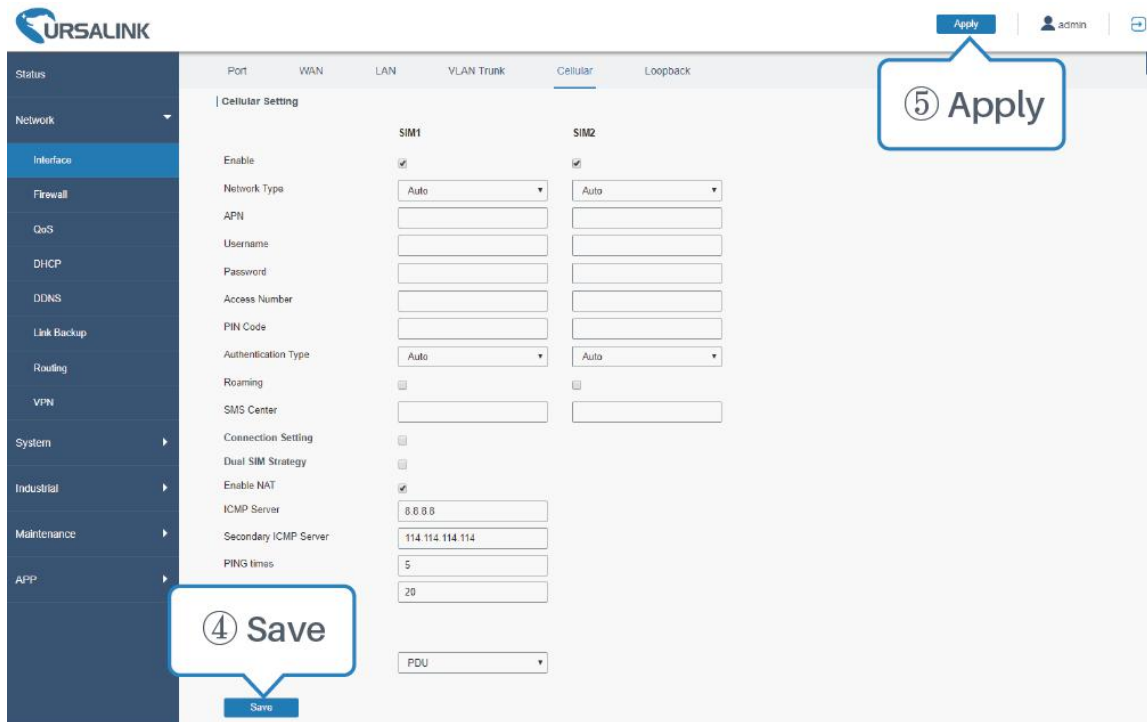 URSALINK
Apply
admin
Status
Port WAN LAN VLAN Trunk Cellular Loopback
⑤ Apply
Cellular Setting
Network
SIM1 SIM2
Interface
Enable
Firewall
Network Type Auto Auto
APN
QoS
Username
DHCP
Password
DDNS
Access Number
Link Backup
PIN Code
Routing
Authentication Type Auto Auto
Roaming
VPN
SMS Center
System
Connection Setting
Dual SIM Strategy
Industrial
Enable NAT
ICMP Server 8.8.8.8
Maintenance
Secondary ICMP Server 114.114.114.114
PING times 5
APP
20
④ Save
PDU
Save